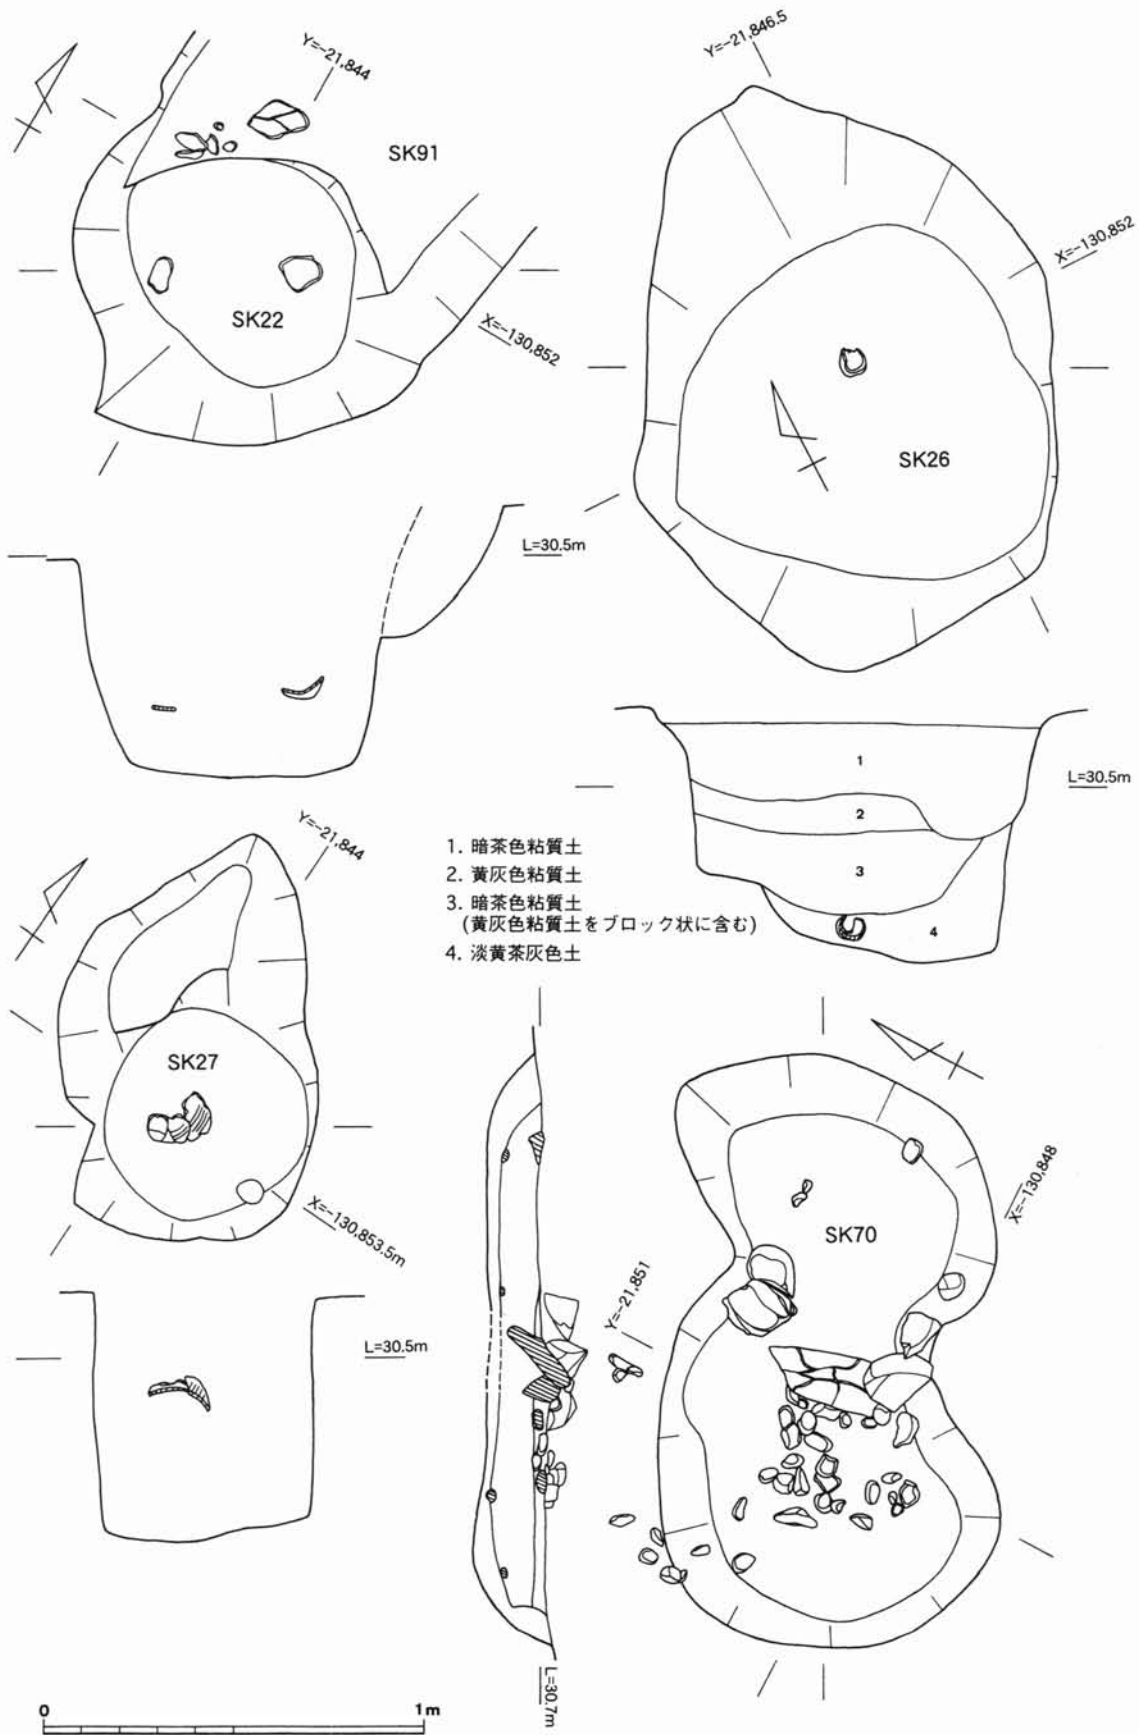 Y=-21,844
SK91
SK22
X=-130,852
L=30.5m
Y=-21,846.5
X=-130,852
SK26
1
2
3
4
L=30.5m
1. 暗茶色粘質土
2. 黄灰色粘質土
3. 暗茶色粘質土
(黄灰色粘質土をブロック状に含む)
4. 淡黄茶灰色土
Y=-21,844
SK27
X=-130,853.5m
L=30.5m
X=-130,848
SK70
Y=-21,851
L=30.7m
0
1m